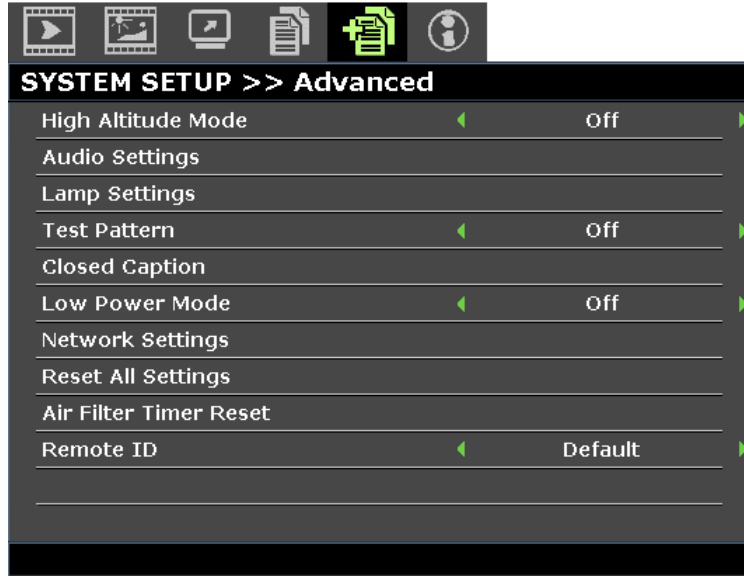 SYSTEM SETUP >> Advanced
High Altitude Mode Off
Audio Settings
Lamp Settings
Test Pattern Off
Closed Caption
Low Power Mode Off
Network Settings
Reset All Settings
Air Filter Timer Reset
Remote ID Default